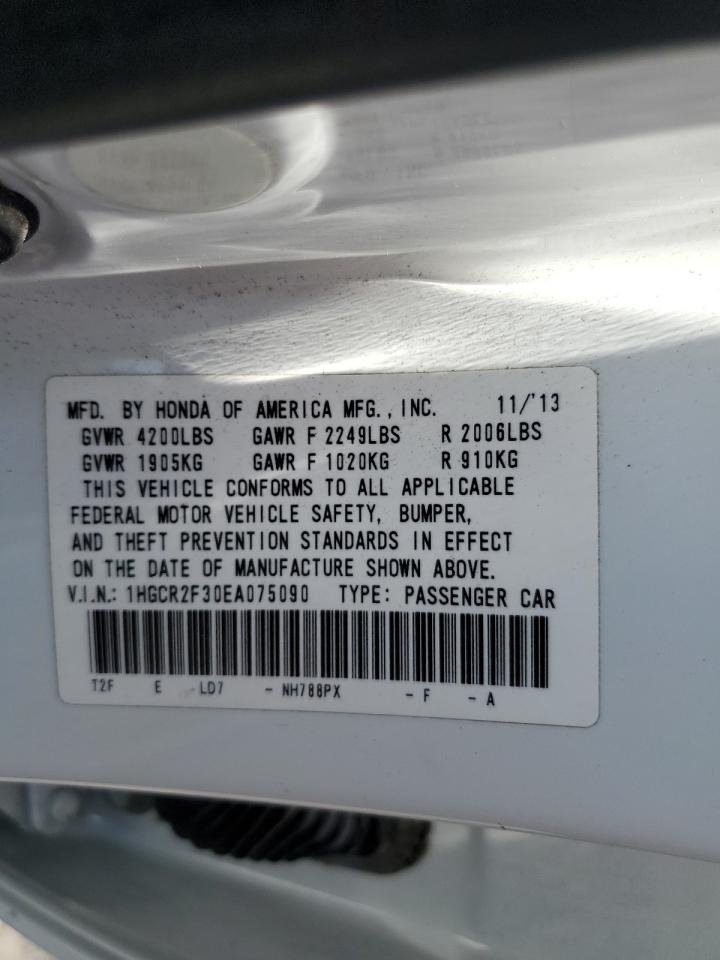 MFD. BY HONDA OF AMERICA MFG., INC. 11/'13
GVWR 4200LBS GAWR F 2249LBS R 2006LBS
GVWR 1905KG GAWR F 1020KG R 910KG
THIS VEHICLE CONFORMS TO ALL APPLICABLE
FEDERAL MOTOR VEHICLE SAFETY, BUMPER,
AND THEFT PREVENTION STANDARDS IN EFFECT
ON THE DATE OF MANUFACTURE SHOWN ABOVE.
V.I.N.: 1HGCR2F30EA075090 TYPE: PASSENGER CAR
T2F E LD7 - NH788PX - F - A